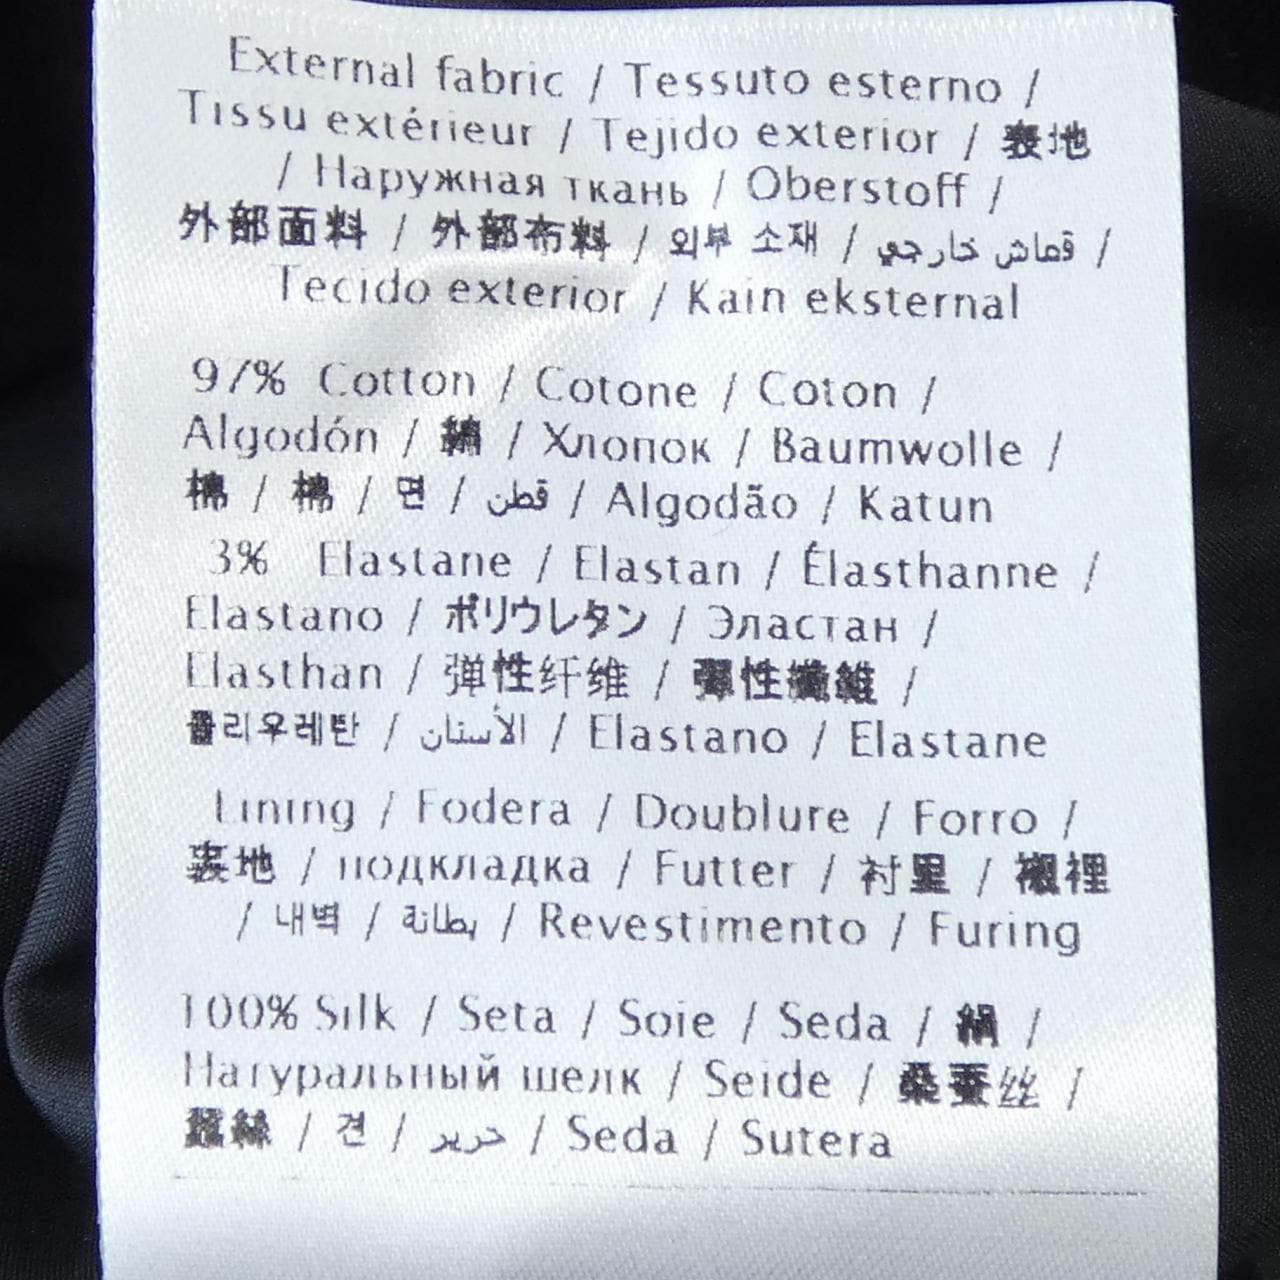 External fabric / Tessuto esterno /
Tissu extérieur / Tejido exterior / 表地
/ Наружная ткань / Oberstoff /
外部面料 / 外部布料 / 외부 소재 / قماش خارجي /
Tecido exterior / Kain eksternal
97% Cotton / Cotone / Coton /
Algodón / 綿 / Хлопок / Baumwolle /
棉 / 棉 / 면 / قطن / Algodão / Katun
3% Elastane / Elastan / Élasthanne /
Elastano / ポリウレタン / Эластан /
Elasthan / 弹性纤维 / 彈性纖維 /
폴리우레탄 / الأستان / Elastano / Elastane
Lining / Fodera / Doublure / Forro /
裏地 / подкладка / Futter / 衬里 / 襯裡
/ 내벽 / بطانة / Revestimento / Furing
100% Silk / Seta / Soie / Seda / 絹 /
Натуральный шелк / Seide / 桑蚕丝 /
蠶絲 / 견 / حرير / Seda / Sutera